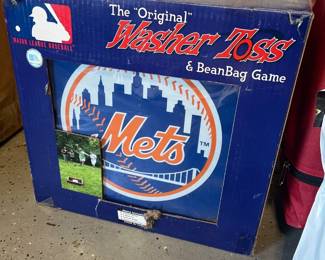 The "Original"
Washer Toss
& BeanBag Game
MAJOR LEAGUE BASEBALL
Mets